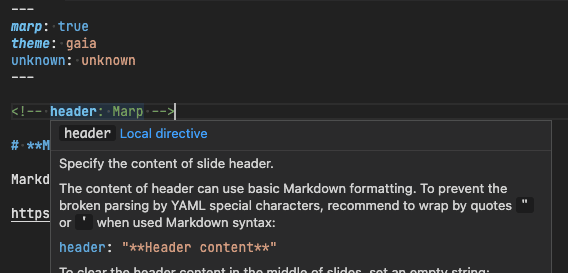 ---
marp: true
theme: gaia
unknown: unknown
---
<!-- header: Marp -->
header Local directive
# **M
Specify the content of slide header.
Markd
The content of header can use basic Markdown formatting. To prevent the
broken parsing by YAML special characters, recommend to wrap by quotes "
https
or ' when used Markdown syntax:
header: "**Header content**"
To clear the header content in the middle of slides, set an empty string: